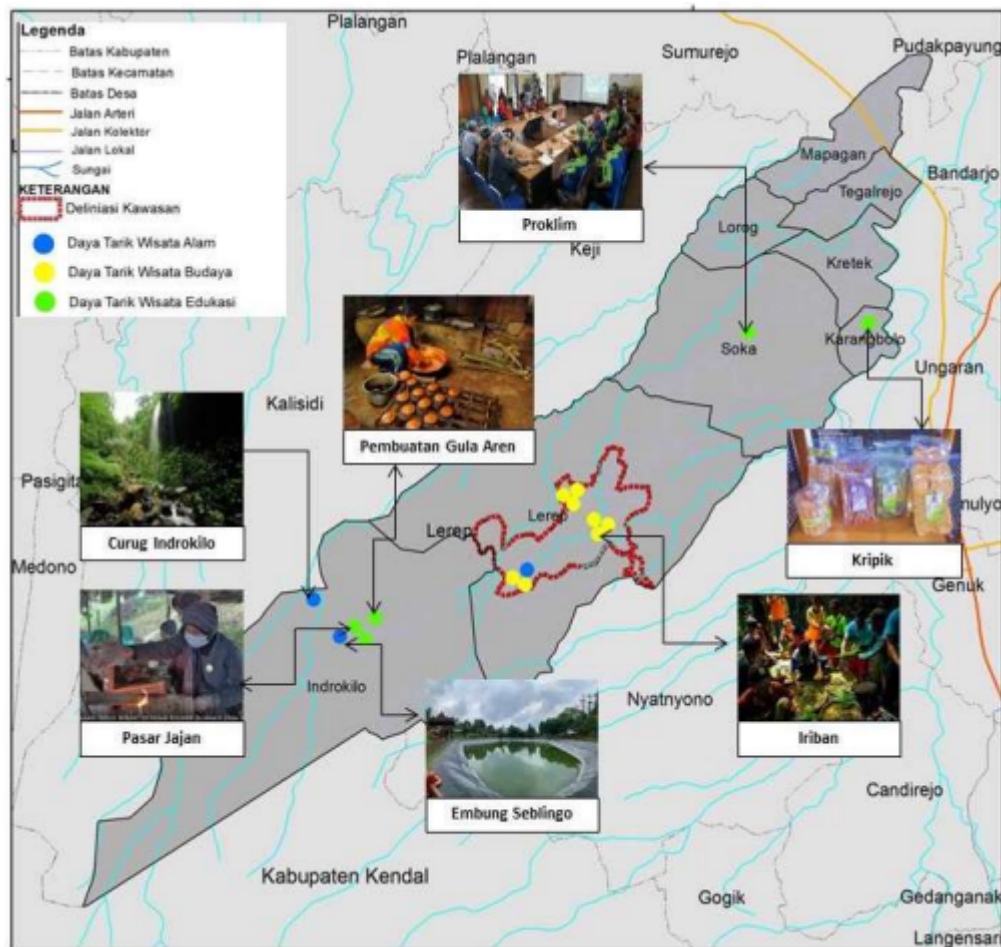 Legenda
Batas Kabupaten
Batas Kecamatan
Batas Desa
Jalan Arteri
Jalan Kolektor
Jalan Lokal
Sungai
KETERANGAN
Deliniasi Kawasan
Daya Tarik Wisata Alam
Daya Tarik Wisata Budaya
Daya Tarik Wisata Edukasi
Plalangan
Plalangan
Sumurejo
Pudakpayung
Mapagan
Bandarjo
Tegalrejo
Proklim
Lorog
Keji
Kretek
Soka
Karangbolo
Ungaran
Kalisidi
Pembuatan Gula Aren
Pasigita
Lerep
Lerep
mulyo
Curug Indrokilo
Kripik
Medono
Genuk
Indrokilo
Nyatnyono
Pasar Jajan
Iriban
Embung Seblingo
Candirejo
Kabupaten Kendal
Gogik
Gedanganak
Langensari